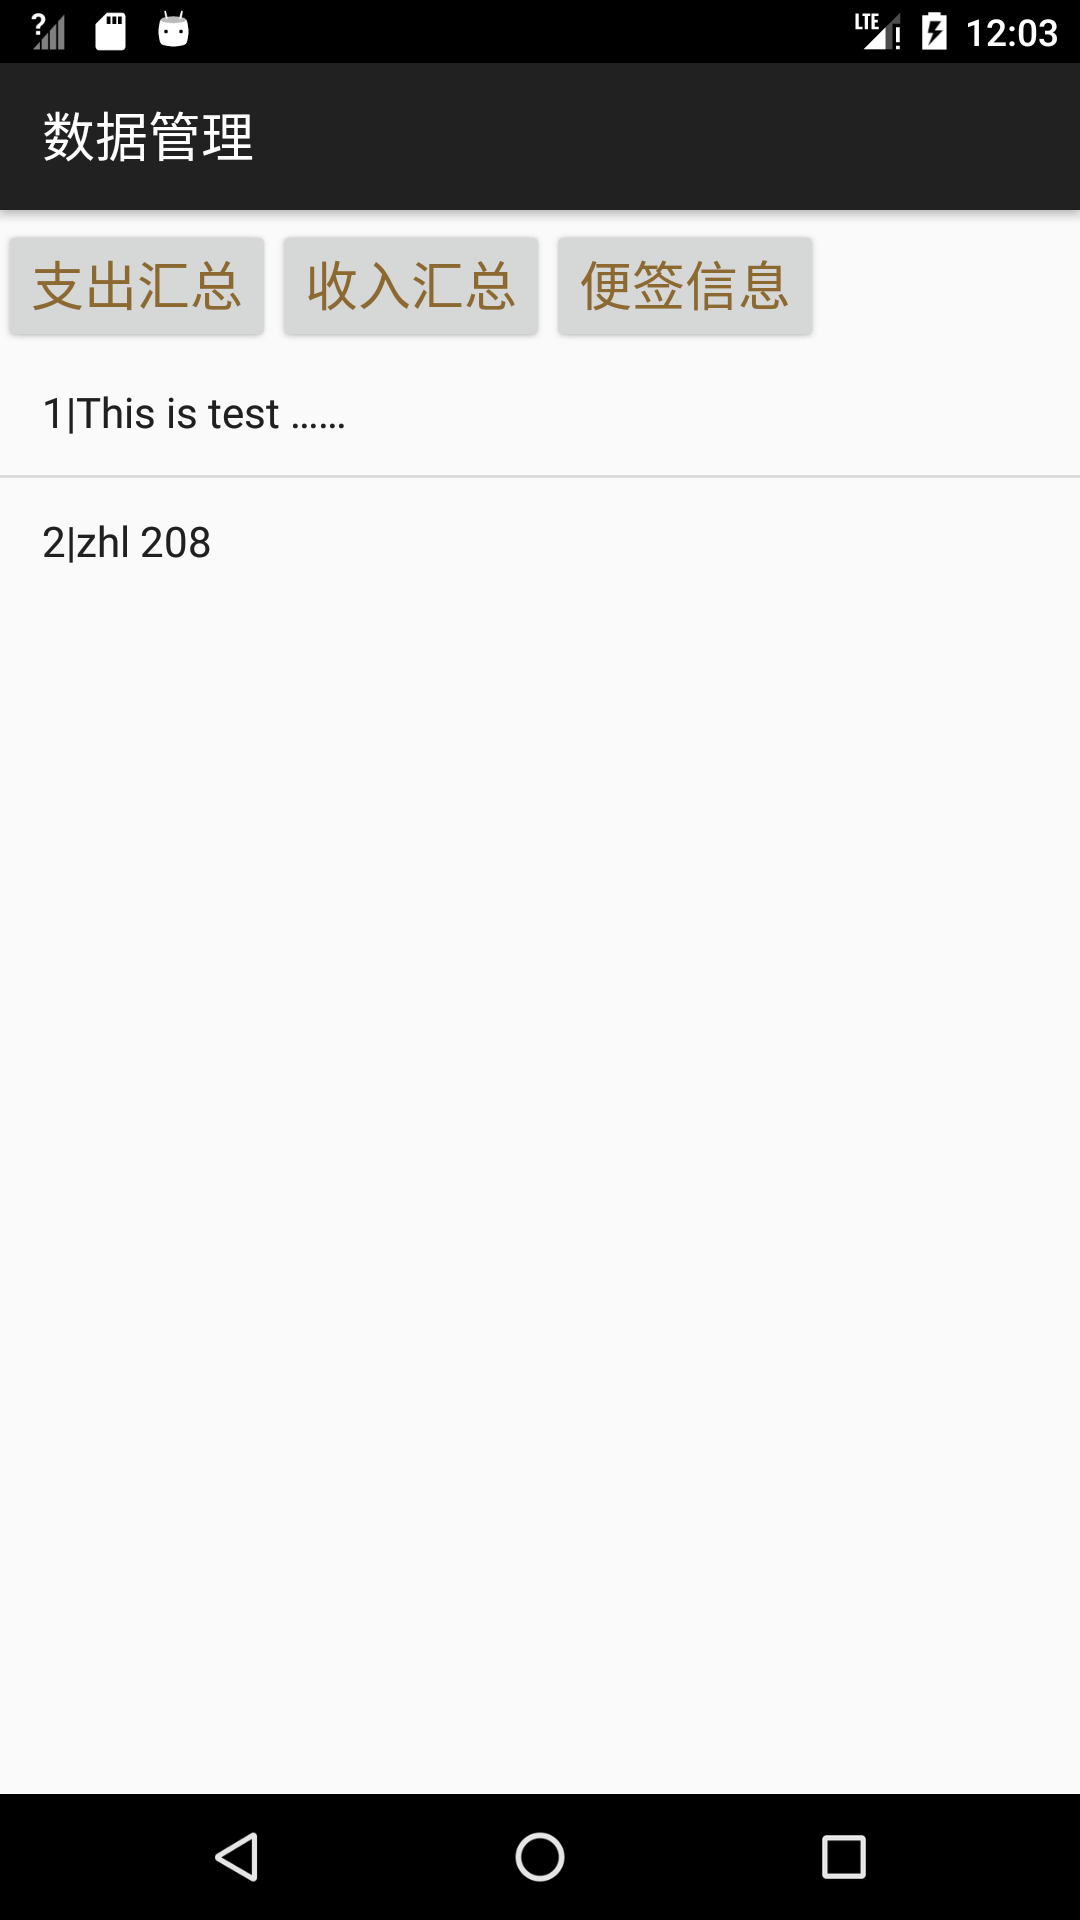 ? LTE ! 12:03
数据管理
支出汇总 收入汇总 便签信息
1|This is test ......
2|zhl 208